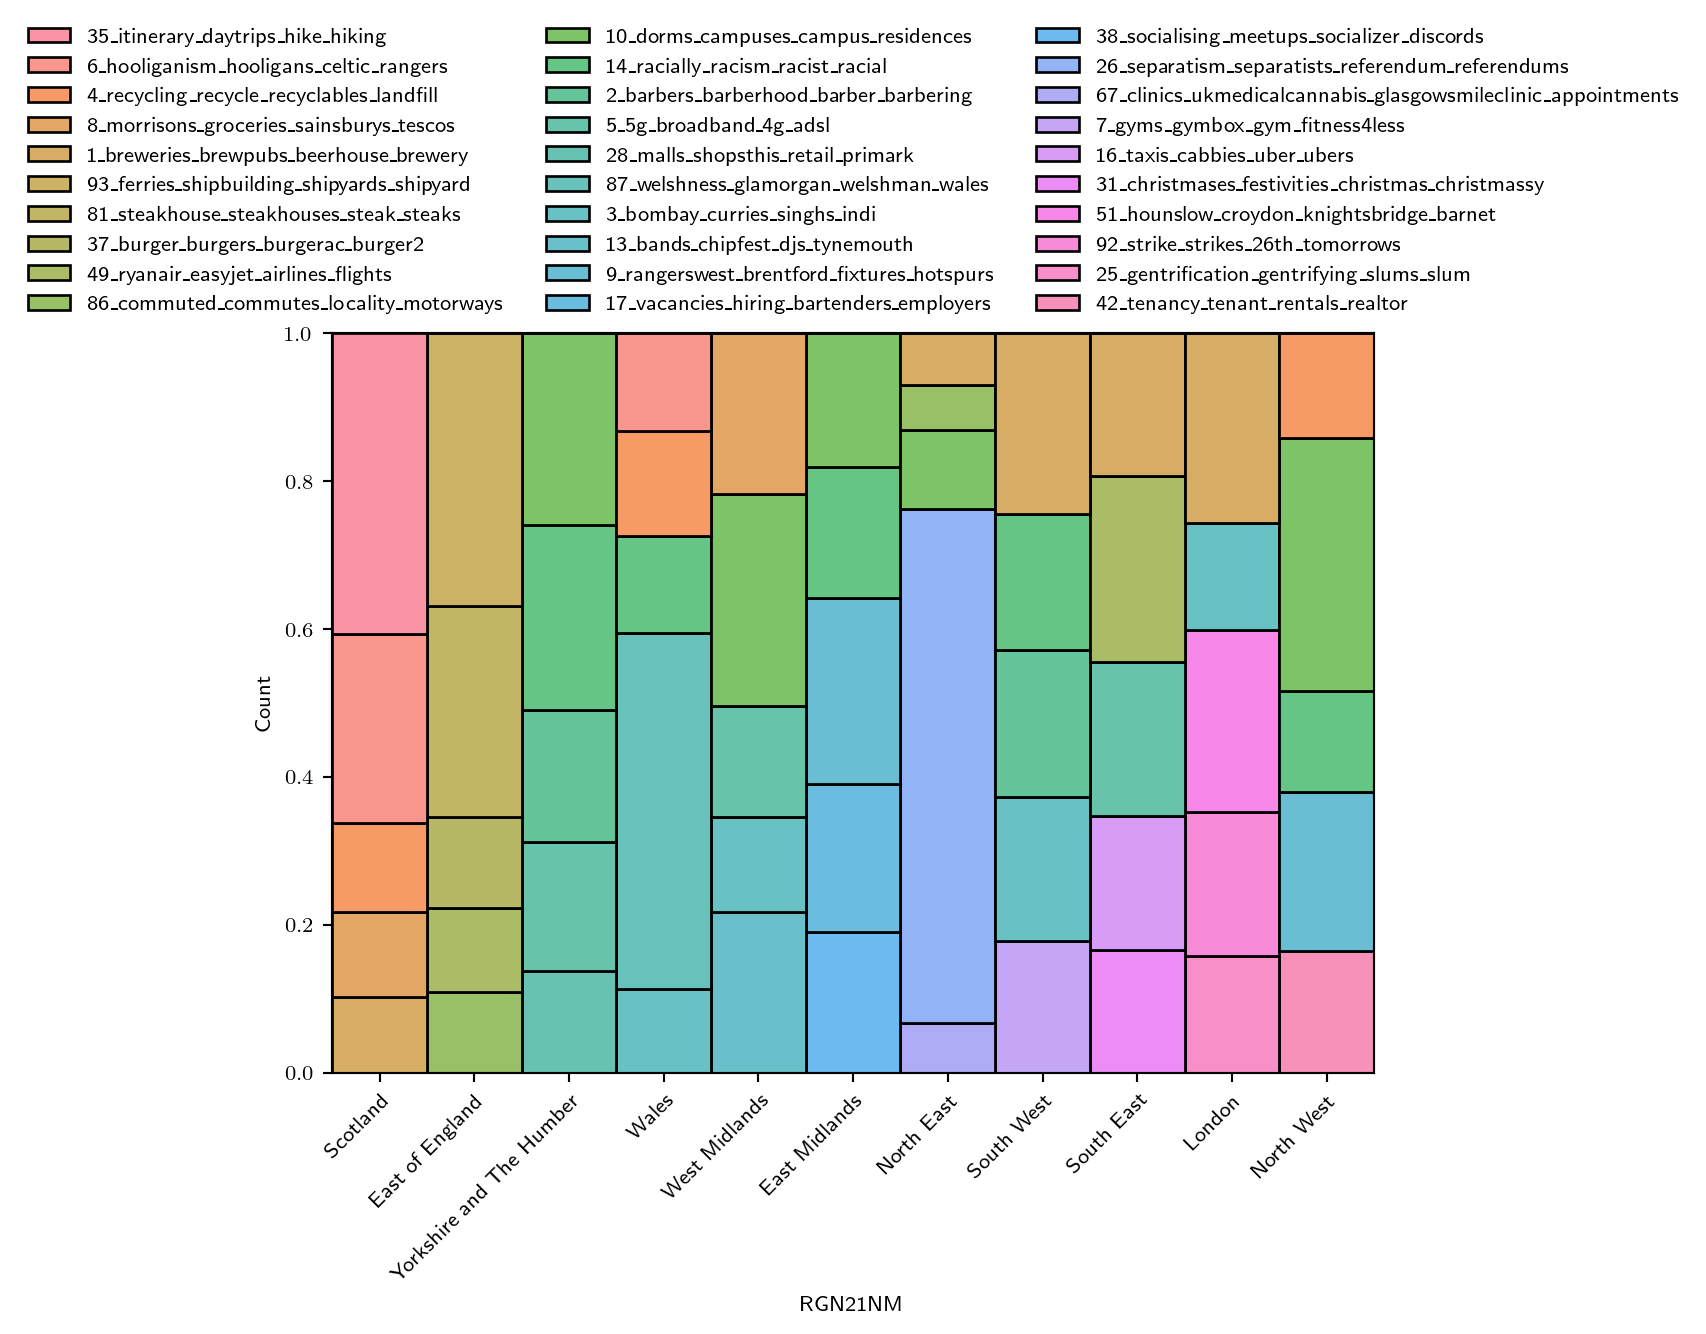 35_itinerary_daytrips_hike_hiking
6_hooliganism_hooligans_celtic_rangers
4_recycling_recycle_recyclables_landfill
8_morrisons_groceries_sainsburys_tescos
1_breweries_brewpubs_beerhouse_brewery
93_ferries_shipbuilding_shipyards_shipyard
81_steakhouse_steakhouses_steak_steaks
37_burger_burgers_burgerac_burger2
49_ryanair_easyjet_airlines_flights
86_commuted_commutes_locality_motorways
10_dorms_campuses_campus_residences
14_racially_racism_racist_racial
2_barbers_barberhood_barber_barbering
5_5g_broadband_4g_adsl
28_malls_shopsthis_retail_primark
87_welshness_glamorgan_welshman_wales
3_bombay_curries_singhs_indi
13_bands_chipfest_djs_tynemouth
9_rangerswest_brentford_fixtures_hotspurs
17_vacancies_hiring_bartenders_employers
38_socialising_meetups_socializer_discords
26_separatism_separatists_referendum_referendums
67_clinics_ukmedicalcannabis_glasgowsmileclinic_appointments
7_gyms_gymbox_gym_fitness4less
16_taxis_cabbies_uber_ubers
31_christmases_festivities_christmas_christmassy
51_hounslow_croydon_knightsbridge_barnet
92_strike_strikes_26th_tomorrows
25_gentrification_gentrifying_slums_slum
42_tenancy_tenant_rentals_realtor
1.0
0.8
0.6
0.4
0.2
0.0
Count
Scotland
East of England
Yorkshire and The Humber
Wales
West Midlands
East Midlands
North East
South West
South East
London
North West
RGN21NM